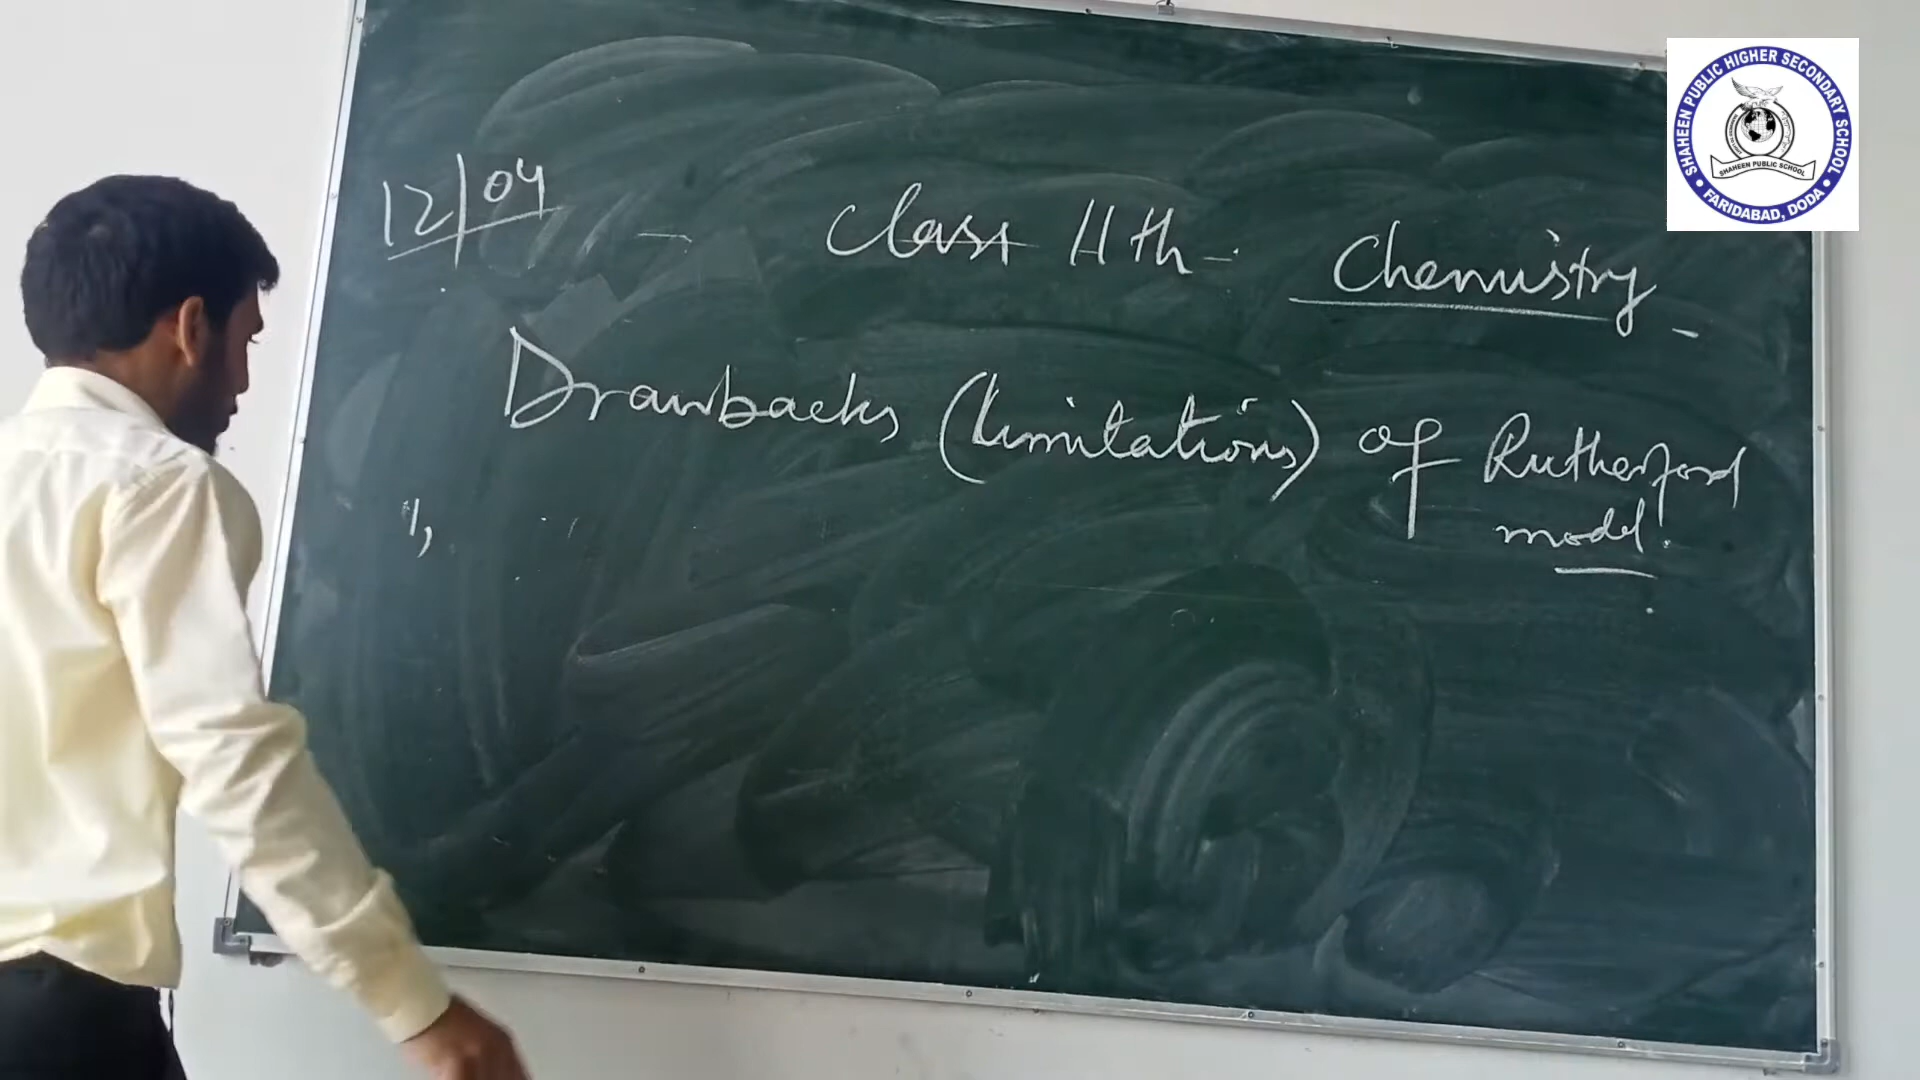 12/04 - Class 11th - Chemistry -
Drawbacks (Limitations) of Rutherford
model.
1,
SHAHEEN PUBLIC HIGHER SECONDARY SCHOOL
SHAHEEN PUBLIC SCHOOL
• FARIDABAD, DODA •